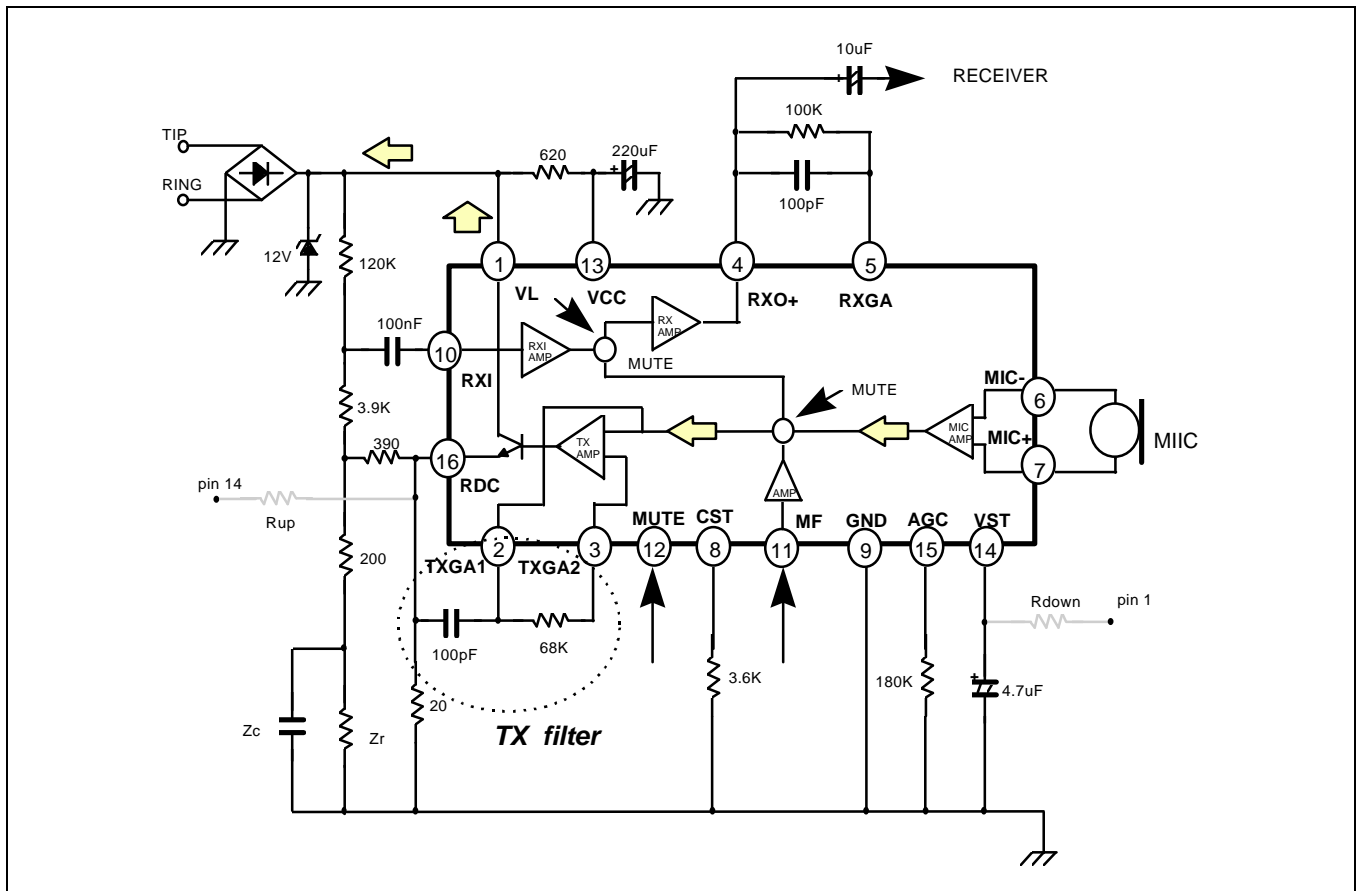 10uF
RECEIVER
100K
TIP
620
220uF
RING
100pF
12V
120K
1
13
4
5
VL
VCC
RXO+
RXGA
100nF
RX
AMP
RXI
AMP
10
MUTE
RXI
MIC-
6
MUTE
3.9K
MIC
AMP
MIIC
390
TX
AMP
MIC+
7
16
RDC
pin 14
Rup
MUTE
CST
AMP
MF
GND
AGC
VST
2
3
12
8
11
9
15
14
200
TXGA1
TXGA2
Rdown
pin 1
100pF
68K
3.6K
180K
4.7uF
20
Zc
Zr
TX filter